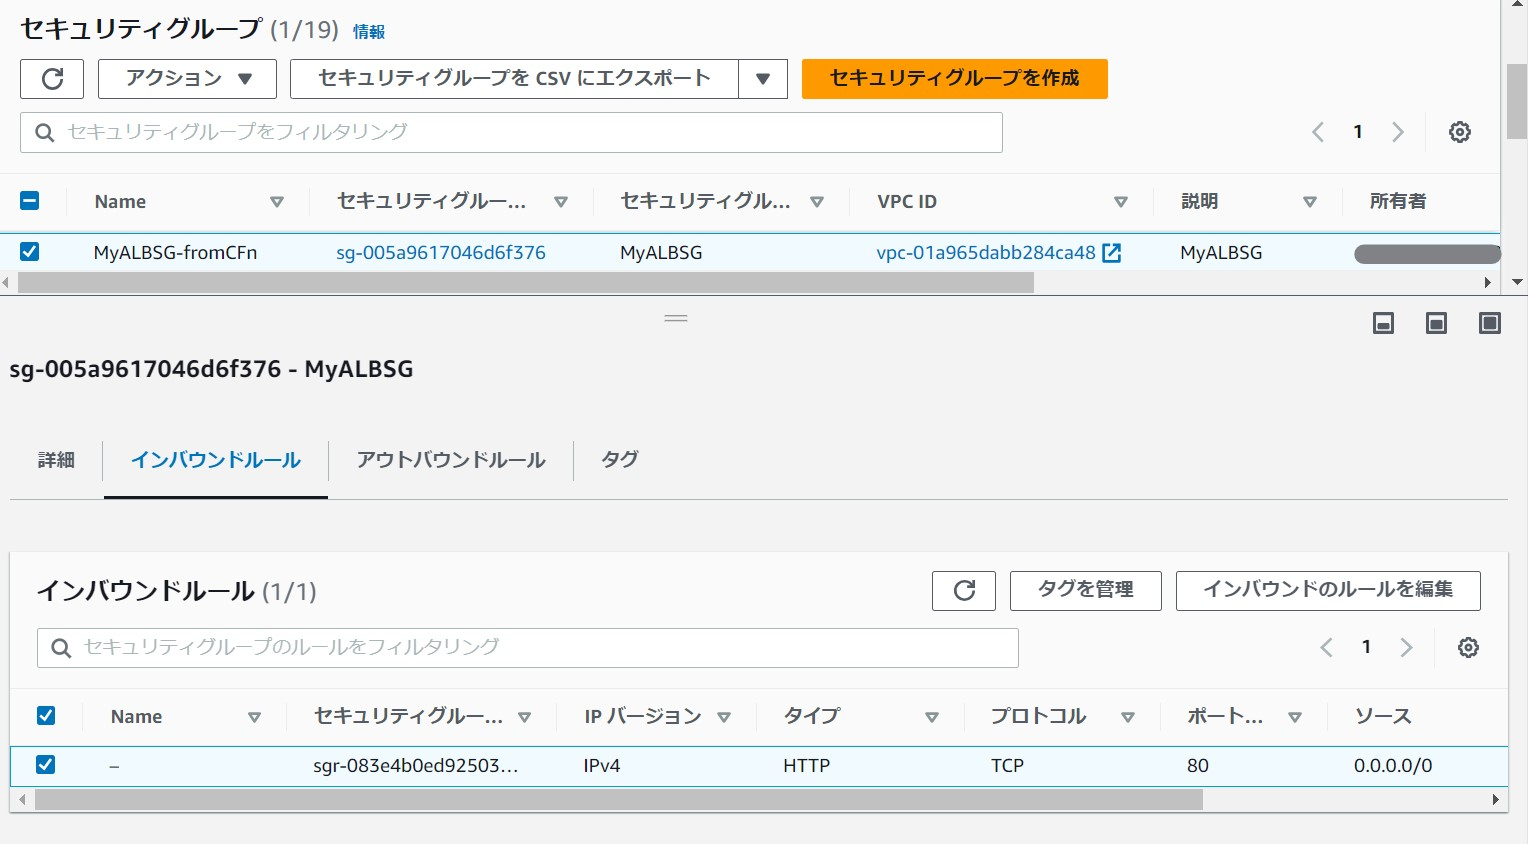 セキュリティグループ (1/19) 情報
アクション セキュリティグループを CSV にエクスポート セキュリティグループを作成
セキュリティグループをフィルタリング 1
Name セキュリティグルー... セキュリティグル... VPC ID 説明 所有者
MyALBSG-fromCFn sg-005a9617046d6f376 MyALBSG vpc-01a965dabb284ca48 MyALBSG
sg-005a9617046d6f376 - MyALBSG
詳細 インバウンドルール アウトバウンドルール タグ
インバウンドルール (1/1) タグを管理 インバウンドのルールを編集
セキュリティグループのルールをフィルタリング 1
Name セキュリティグルー... IP バージョン タイプ プロトコル ポート... ソース
– sgr-083e4b0ed92503... IPv4 HTTP TCP 80 0.0.0.0/0